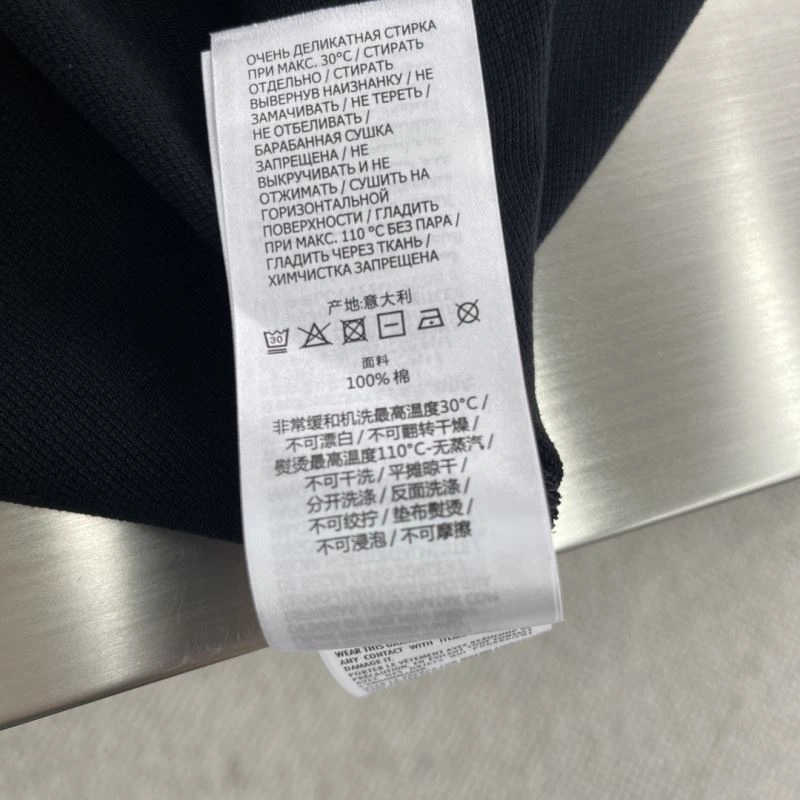 ОЧЕНЬ ДЕЛИКАТНАЯ СТИРКА
ПРИ МАКС. 30°C / СТИРАТЬ
ОТДЕЛЬНО / СТИРАТЬ
ВЫВЕРНУВ НАИЗНАНКУ / НЕ
ЗАМАЧИВАТЬ / НЕ ТЕРЕТЬ /
НЕ ОТБЕЛИВАТЬ /
БАРАБАННАЯ СУШКА
ЗАПРЕЩЕНА / НЕ
ВЫКРУЧИВАТЬ И НЕ
ОТЖИМАТЬ / СУШИТЬ НА
ГОРИЗОНТАЛЬНОЙ
ПОВЕРХНОСТИ / ГЛАДИТЬ
ПРИ МАКС. 110 °C БЕЗ ПАРА /
ГЛАДИТЬ ЧЕРЕЗ ТКАНЬ /
ХИМЧИСТКА ЗАПРЕЩЕНА
产地:意大利
30
面料
100% 棉
非常缓和机洗最高温度30°C /
不可漂白 / 不可翻转干燥 /
熨烫最高温度110°C-无蒸汽 /
不可干洗 / 平摊晾干 /
分开洗涤 / 反面洗涤 /
不可绞拧 / 垫布熨烫 /
不可浸泡 / 不可摩擦
WEAR THIS
ANY CONTACT WITH
DAMAGE IT.
PORTER LE VÊTEMENT AVEC